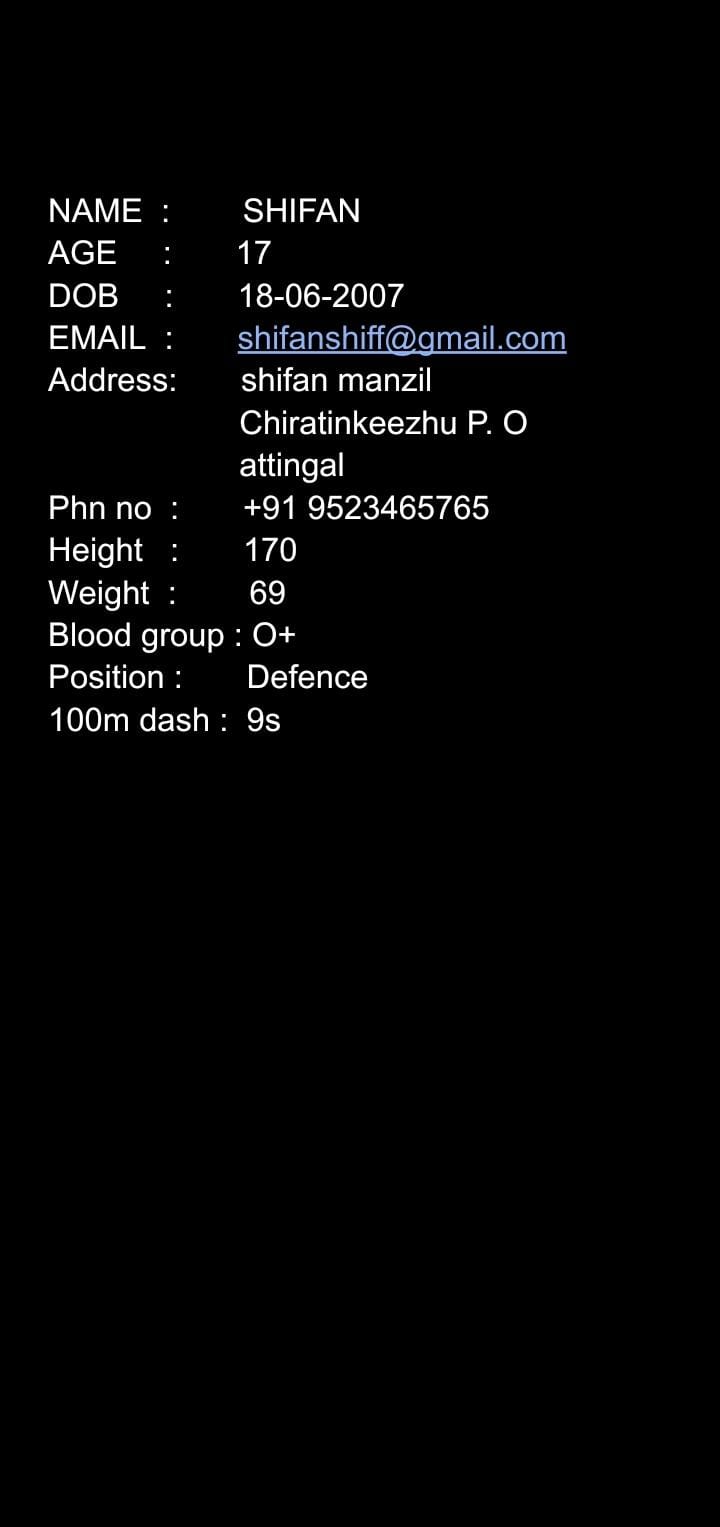 NAME : SHIFAN
AGE : 17
DOB : 18-06-2007
EMAIL : shifanshiff@gmail.com
Address: shifan manzil
Chiratinkeezhu P. O
attingal
Phn no : +91 9523465765
Height : 170
Weight : 69
Blood group : O+
Position : Defence
100m dash : 9s